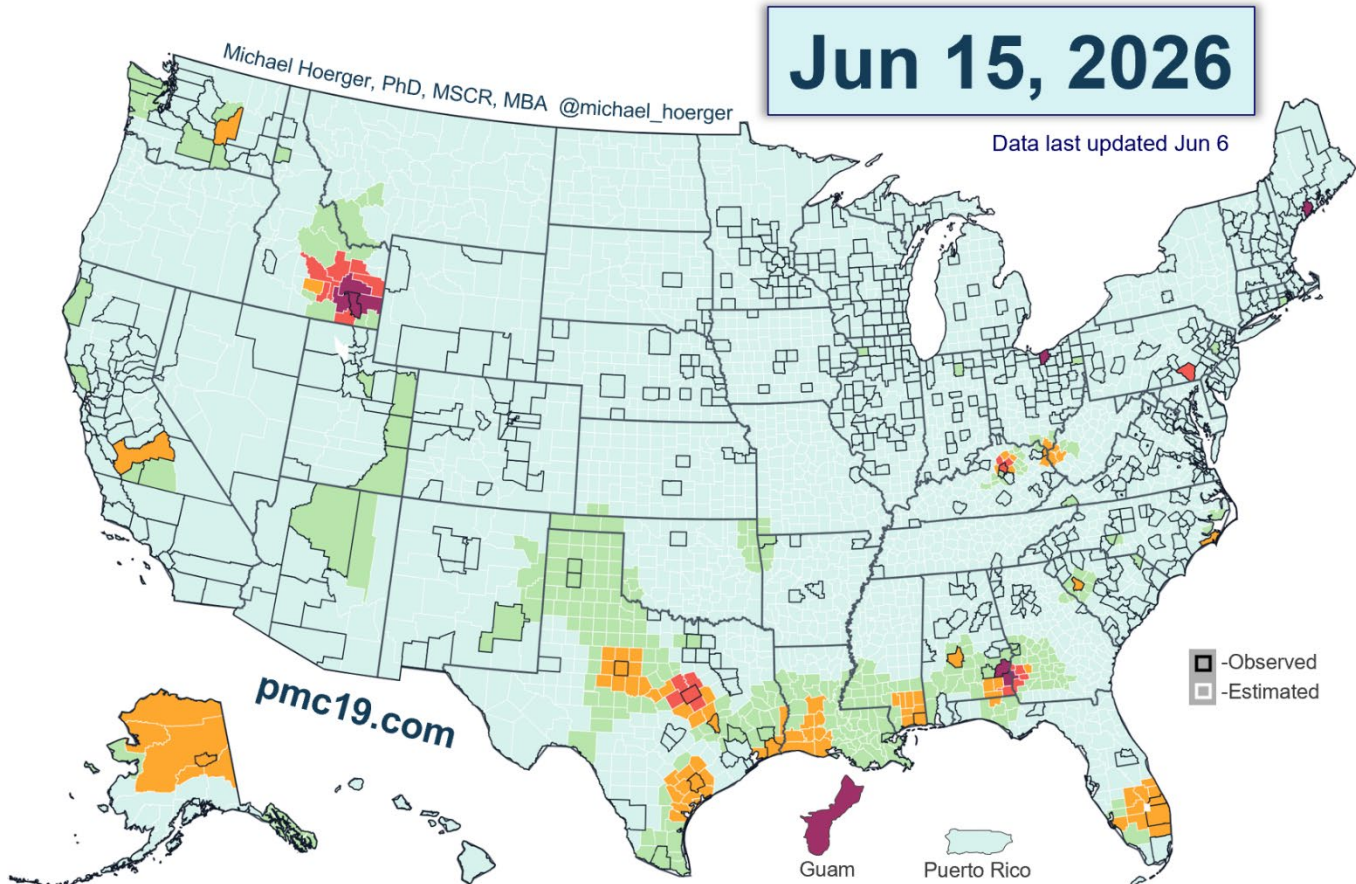 Jun 15, 2026
Michael Hoerger, PhD, MSCR, MBA @michael_hoerger
Data last updated Jun 6
-Observed
-Estimated
pmc19.com
Guam
Puerto Rico